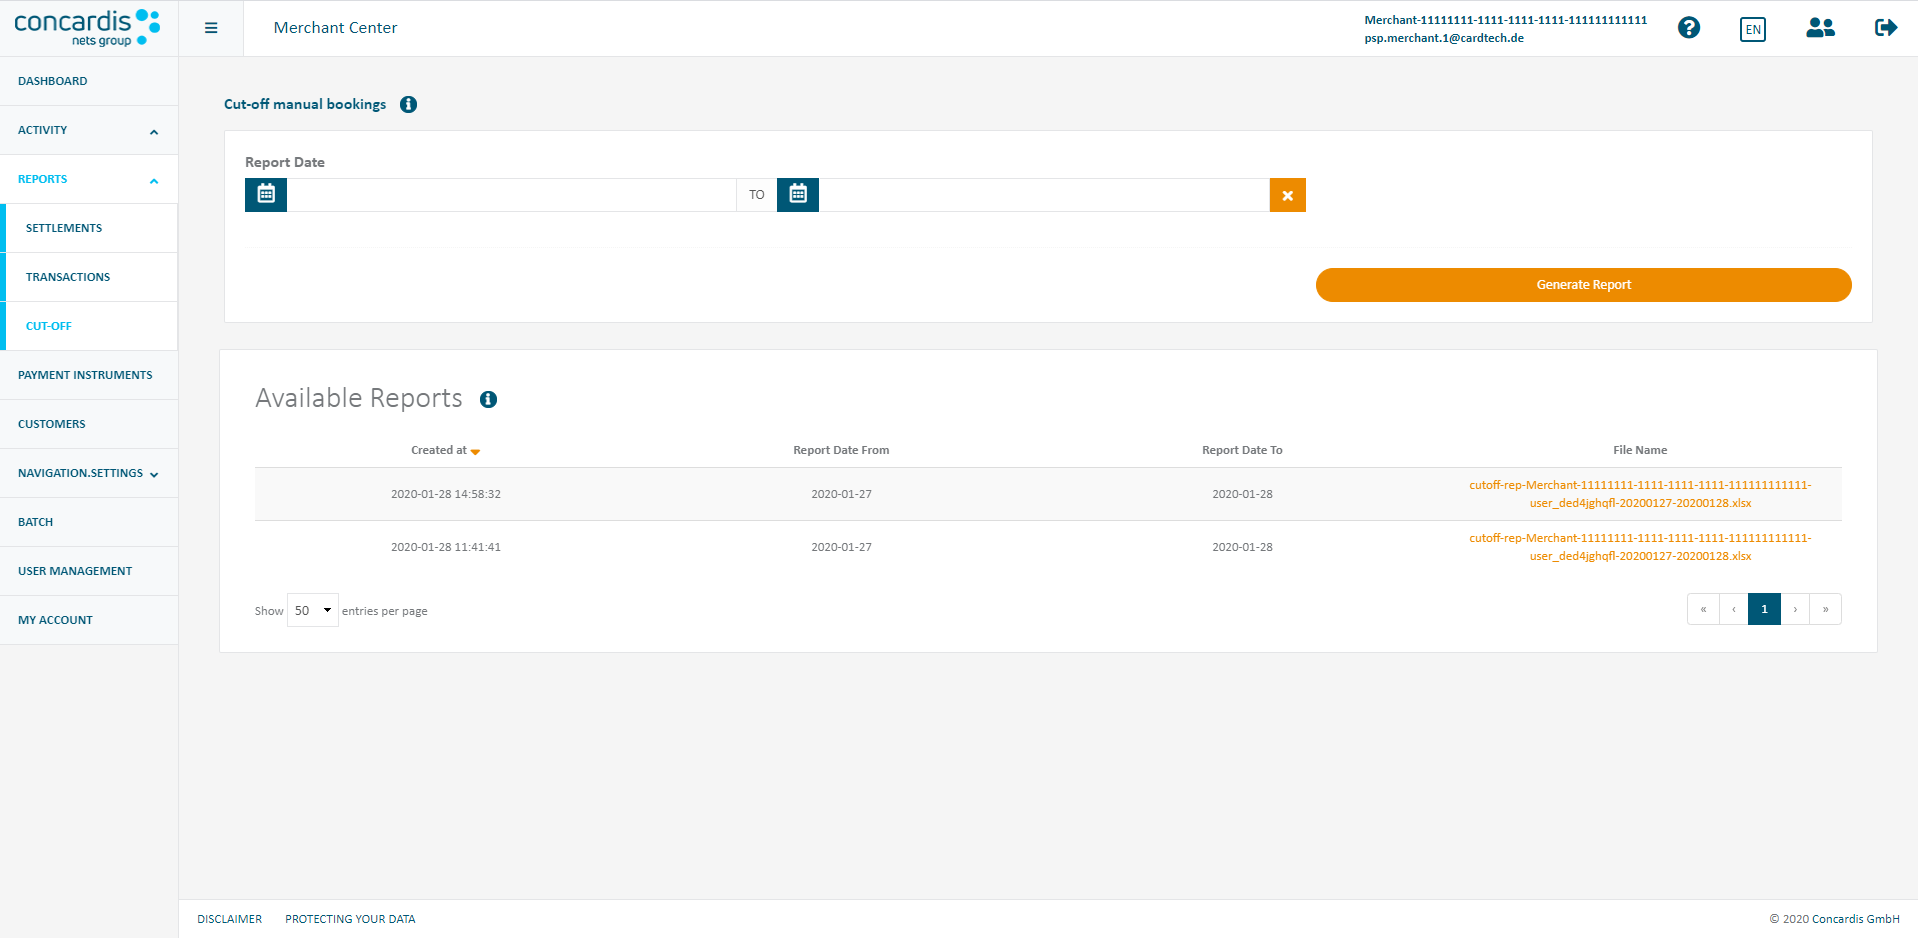 concardis
nets group
Merchant Center
Merchant-11111111-1111-1111-1111-111111111111
psp.merchant.1@cardtech.de
EN
DASHBOARD
ACTIVITY
REPORTS
SETTLEMENTS
TRANSACTIONS
CUT-OFF
PAYMENT INSTRUMENTS
CUSTOMERS
NAVIGATION.SETTINGS
BATCH
USER MANAGEMENT
MY ACCOUNT
Cut-off manual bookings
Report Date
TO
Generate Report
Available Reports
Created at Report Date From Report Date To File Name
2020-01-28 14:58:32 2020-01-27 2020-01-28 cutoff-rep-Merchant-11111111-1111-1111-1111-111111111111-
user_ded4jghqfl-20200127-20200128.xlsx
2020-01-28 11:41:41 2020-01-27 2020-01-28 cutoff-rep-Merchant-11111111-1111-1111-1111-111111111111-
user_ded4jghqfl-20200127-20200128.xlsx
Show 50 entries per page
« ‹ 1 › »
DISCLAIMER PROTECTING YOUR DATA
© 2020 Concardis GmbH